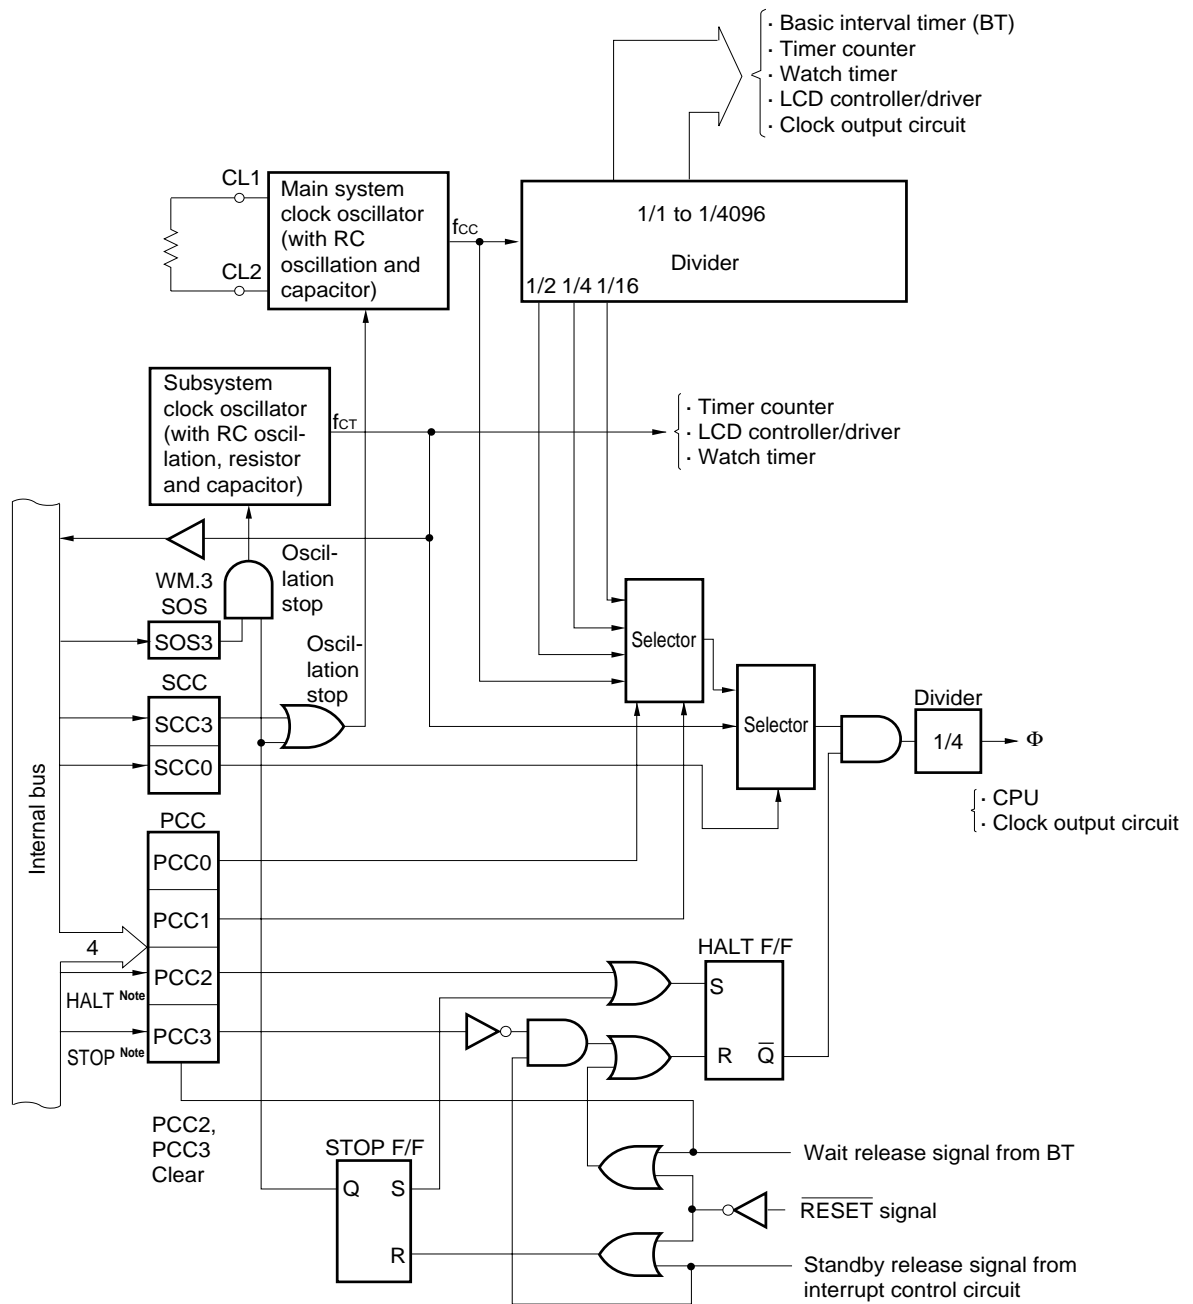 · Basic interval timer (BT)
· Timer counter
· Watch timer
· LCD controller/driver
· Clock output circuit
CL1
CL2
Main system
clock oscillator
(with RC
oscillation and
capacitor)
fCC
1/1 to 1/4096
Divider
1/2 1/4 1/16
Subsystem
clock oscillator
(with RC oscil-
lation, resistor
and capacitor)
fCT
· Timer counter
· LCD controller/driver
· Watch timer
Internal bus
WM.3
SOS
SOS3
Oscil-
lation
stop
Oscil-
lation
stop
SCC
SCC3
SCC0
Selector
Selector
Divider
1/4
Φ
· CPU
· Clock output circuit
PCC
PCC0
PCC1
PCC2
PCC3
4
HALT Note
STOP Note
HALT F/F
S
R
Q̅
PCC2,
PCC3
Clear
STOP F/F
Q
S
R
Wait release signal from BT
R̅E̅S̅E̅T̅ signal
Standby release signal from
interrupt control circuit